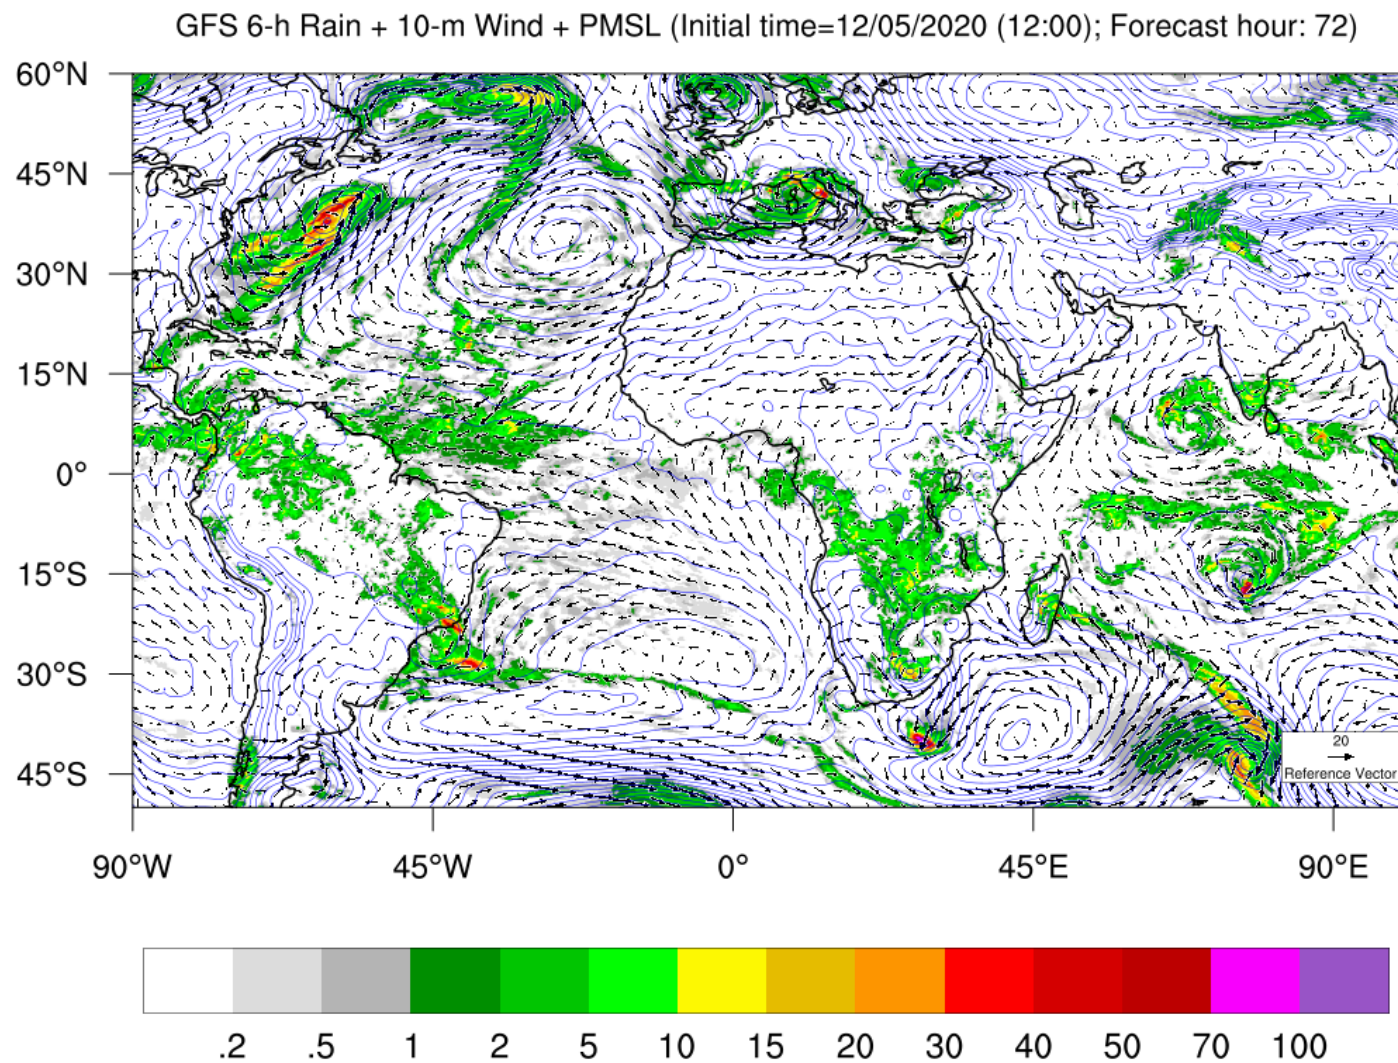 GFS 6-h Rain + 10-m Wind + PMSL (Initial time=12/05/2020 (12:00); Forecast hour: 72)
60°N
45°N
30°N
15°N
0°
15°S
30°S
45°S
20
Reference Vector
90°W 45°W 0° 45°E 90°E
.2 .5 1 2 5 10 15 20 30 40 50 70 100